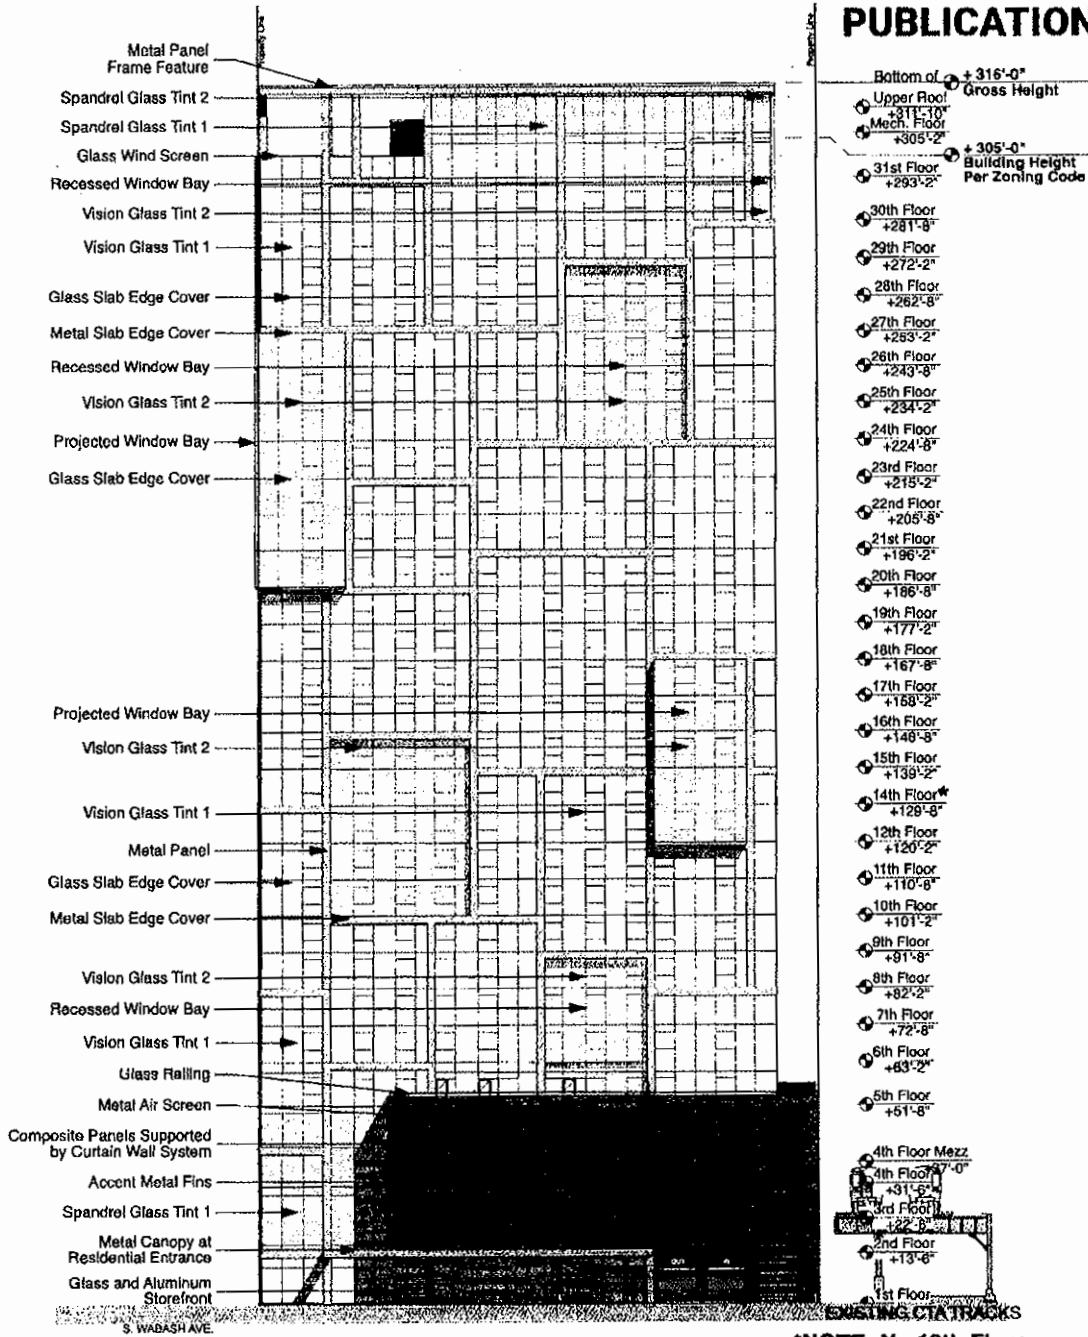 PUBLICATION
Property Line
Property Line
Metal Panel
Frame Feature
Spandrel Glass Tint 2
Spandrel Glass Tint 1
Glass Wind Screen
Recessed Window Bay
Vision Glass Tint 2
Vision Glass Tint 1
Glass Slab Edge Cover
Metal Slab Edge Cover
Recessed Window Bay
Vision Glass Tint 2
Projected Window Bay
Glass Slab Edge Cover
Projected Window Bay
Vision Glass Tint 2
Vision Glass Tint 1
Metal Panel
Glass Slab Edge Cover
Metal Slab Edge Cover
Vision Glass Tint 2
Recessed Window Bay
Vision Glass Tint 1
Glass Railing
Metal Air Screen
Composite Panels Supported
by Curtain Wall System
Accent Metal Fins
Spandrel Glass Tint 1
Metal Canopy at
Residential Entrance
Glass and Aluminum
Storefront
S. WABASH AVE.
Bottom of
+ 316'-0"
Gross Height
Upper Roof
+311'-10"
Mech. Floor
+305'-2"
+ 305'-0"
Building Height
Per Zoning Code
31st Floor
+293'-2"
30th Floor
+281'-8"
29th Floor
+272'-2"
28th Floor
+262'-8"
27th Floor
+253'-2"
26th Floor
+243'-8"
25th Floor
+234'-2"
24th Floor
+224'-8"
23rd Floor
+215'-2"
22nd Floor
+205'-8"
21st Floor
+196'-2"
20th Floor
+186'-8"
19th Floor
+177'-2"
18th Floor
+167'-8"
17th Floor
+158'-2"
16th Floor
+148'-8"
15th Floor
+139'-2"
14th Floor*
+129'-8"
12th Floor
+120'-2"
11th Floor
+110'-8"
10th Floor
+101'-2"
9th Floor
+91'-8"
8th Floor
+82'-2"
7th Floor
+72'-8"
6th Floor
+63'-2"
5th Floor
+51'-8"
4th Floor Mezz
+37'-0"
4th Floor
+31'-6"
3rd Floor
+22'-8"
2nd Floor
+13'-6"
1st Floor
OUT
EXISTING CTA TRACKS